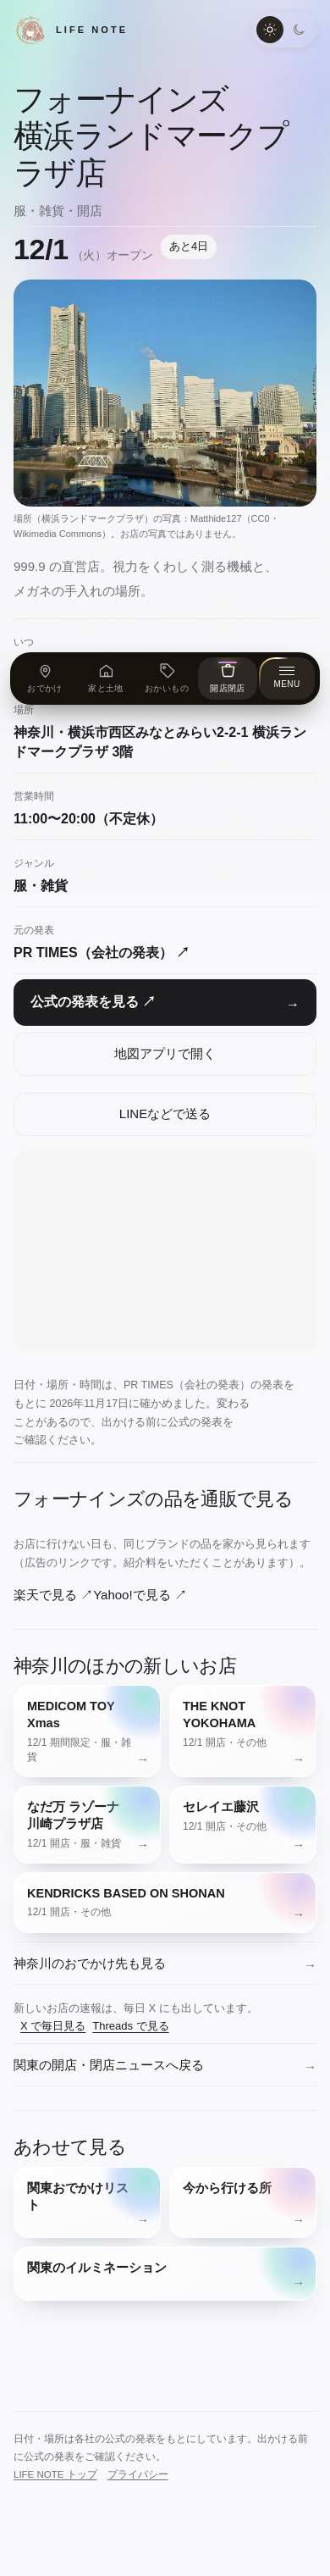 LIFE NOTE
フォーナインズ
横浜ランドマークプ
ラザ店
服・雑貨・開店
12/1（火）オープン あと4日
場所（横浜ランドマークプラザ）の写真：Matthide127（CC0・
Wikimedia Commons）。お店の写真ではありません。
999.9 の直営店。視力をくわしく測る機械と、
メガネの手入れの場所。
いつ
おでかけ 家と土地 おかいもの 開店閉店 MENU
場所
神奈川・横浜市西区みなとみらい2-2-1 横浜ラン
ドマークプラザ 3階
営業時間
11:00〜20:00（不定休）
ジャンル
服・雑貨
元の発表
PR TIMES（会社の発表） ↗
公式の発表を見る ↗ →
地図アプリで開く
LINEなどで送る
日付・場所・時間は、PR TIMES（会社の発表）の発表を
もとに 2026年11月17日に確かめました。変わる
ことがあるので、出かける前に公式の発表を
ご確認ください。
フォーナインズの品を通販で見る
お店に行けない日も、同じブランドの品を家から見られます
（広告のリンクです。紹介料をいただくことがあります）。
楽天で見る ↗Yahoo!で見る ↗
神奈川のほかの新しいお店
MEDICOM TOY
Xmas
12/1 期間限定・服・雑
貨 →
THE KNOT
YOKOHAMA
12/1 開店・その他
→
なだ万 ラゾーナ
川崎プラザ店
12/1 開店・服・雑貨 →
セレイエ藤沢
12/1 開店・その他
→
KENDRICKS BASED ON SHONAN
12/1 開店・その他 →
神奈川のおでかけ先も見る →
新しいお店の速報は、毎日 X にも出しています。
X で毎日見る Threads で見る
関東の開店・閉店ニュースへ戻る →
あわせて見る
関東おでかけリス
ト
→
今から行ける所
→
関東のイルミネーション
→
日付・場所は各社の公式の発表をもとにしています。出かける前
に公式の発表をご確認ください。
LIFE NOTE トップ プライバシー